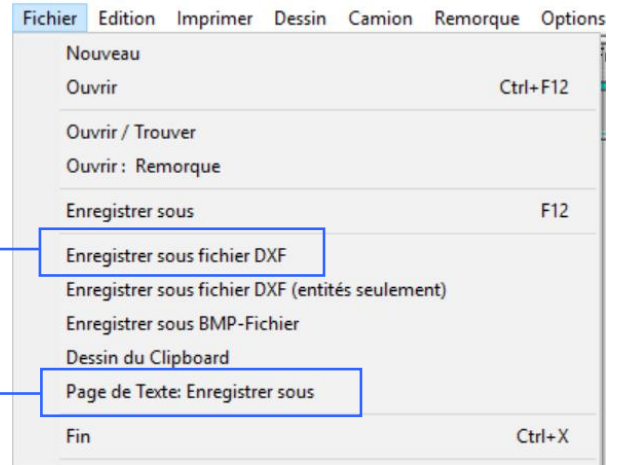 Fichier Edition Imprimer Dessin Camion Remorque Options
Nouveau
Ouvrir Ctrl+F12
Ouvrir / Trouver
Ouvrir : Remorque
Enregistrer sous F12
Enregistrer sous fichier DXF
Enregistrer sous fichier DXF (entités seulement)
Enregistrer sous BMP-Fichier
Dessin du Clipboard
Page de Texte: Enregistrer sous
Fin Ctrl+X